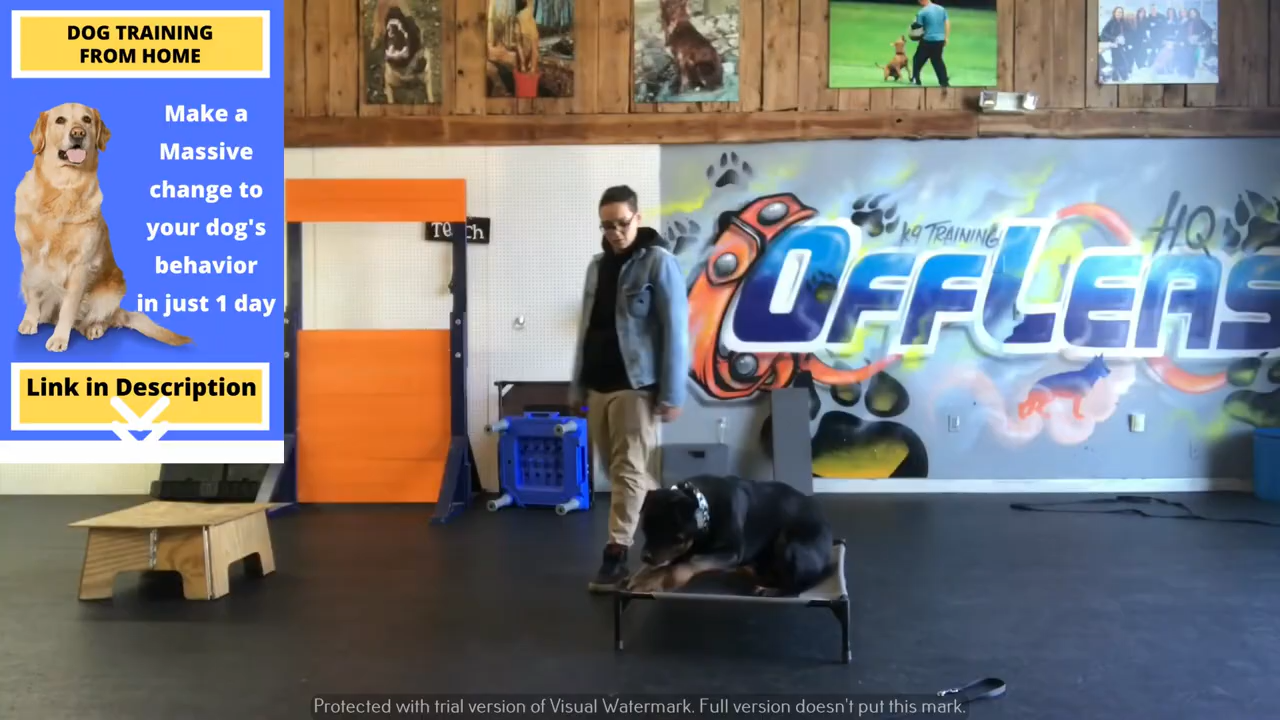 DOG TRAINING
FROM HOME
Make a
Massive
change to
your dog's
behavior
in just 1 day
Link in Description
Teach
K9 TRAINING
HQ
OFFLEAS
Protected with trial version of Visual Watermark. Full version doesn't put this mark.